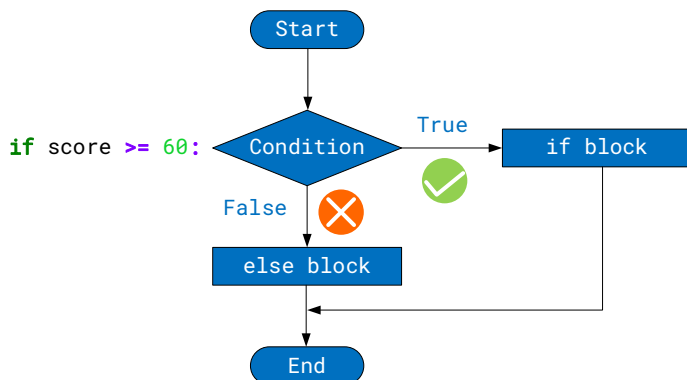 Start
if score >= 60:
Condition
True
if block
False
else block
End